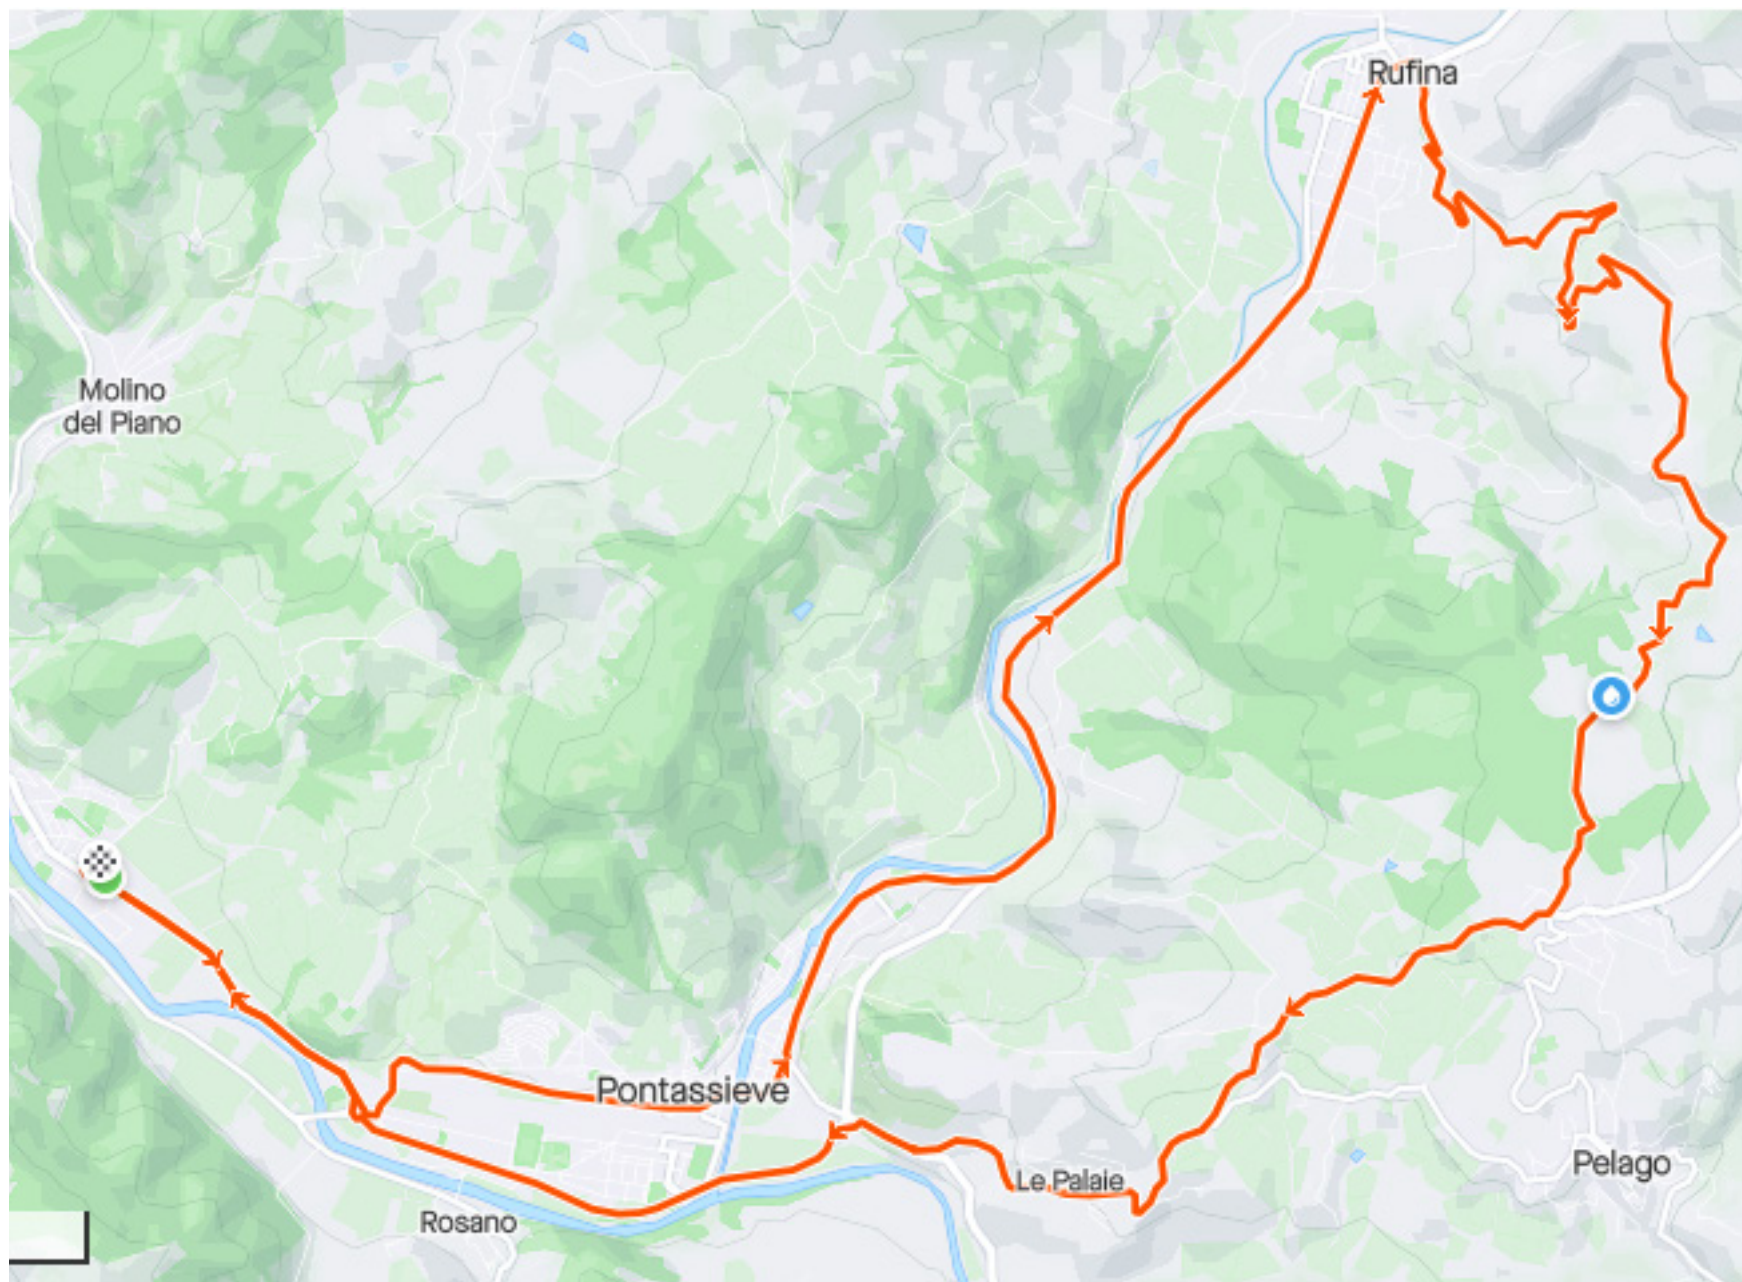 Rufina
Molino
del Piano
Pontassieve
Le Palaie
Pelago
Rosano